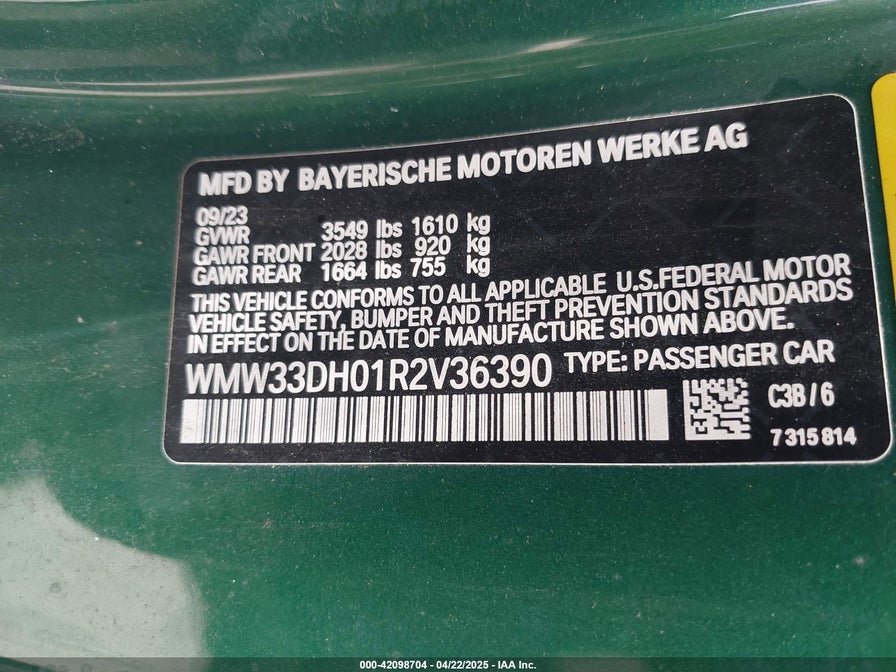 MFD BY BAYERISCHE MOTOREN WERKE AG
09/23
GVWR 3549 lbs 1610 kg
GAWR FRONT 2028 lbs 920 kg
GAWR REAR 1664 lbs 755 kg
THIS VEHICLE CONFORMS TO ALL APPLICABLE U.S.FEDERAL MOTOR
VEHICLE SAFETY, BUMPER AND THEFT PREVENTION STANDARDS
IN EFFECT ON THE DATE OF MANUFACTURE SHOWN ABOVE.
WMW33DH01R2V36390 TYPE: PASSENGER CAR
C3B/6
7315814
000-42098704 - 04/22/2025 - IAA Inc.